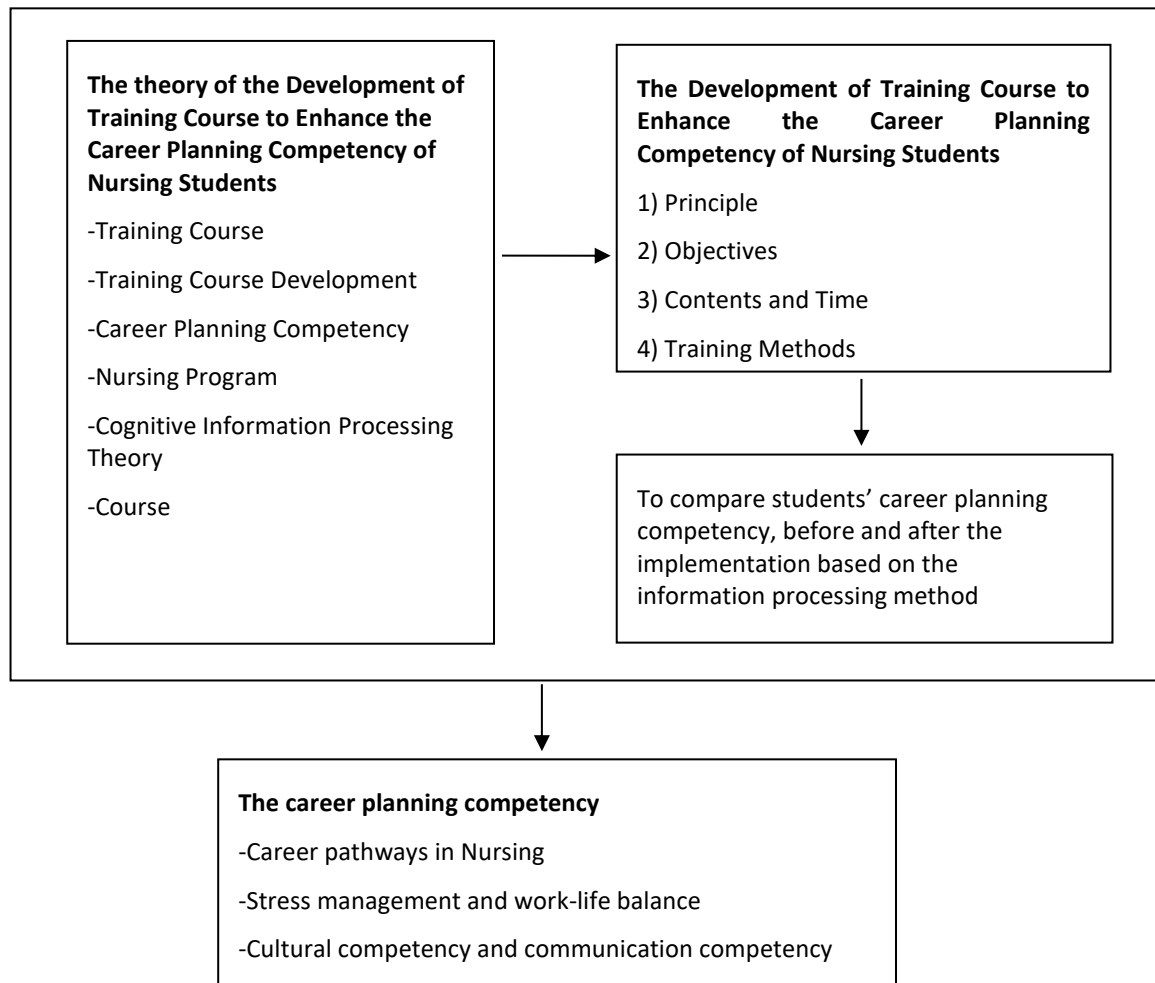 The theory of the Development of
Training Course to Enhance the
Career Planning Competency of
Nursing Students
-Training Course
-Training Course Development
-Career Planning Competency
-Nursing Program
-Cognitive Information Processing
Theory
-Course
The Development of Training Course to
Enhance the Career Planning
Competency of Nursing Students
1) Principle
2) Objectives
3) Contents and Time
4) Training Methods
To compare students’ career planning
competency, before and after the
implementation based on the
information processing method
The career planning competency
-Career pathways in Nursing
-Stress management and work-life balance
-Cultural competency and communication competency